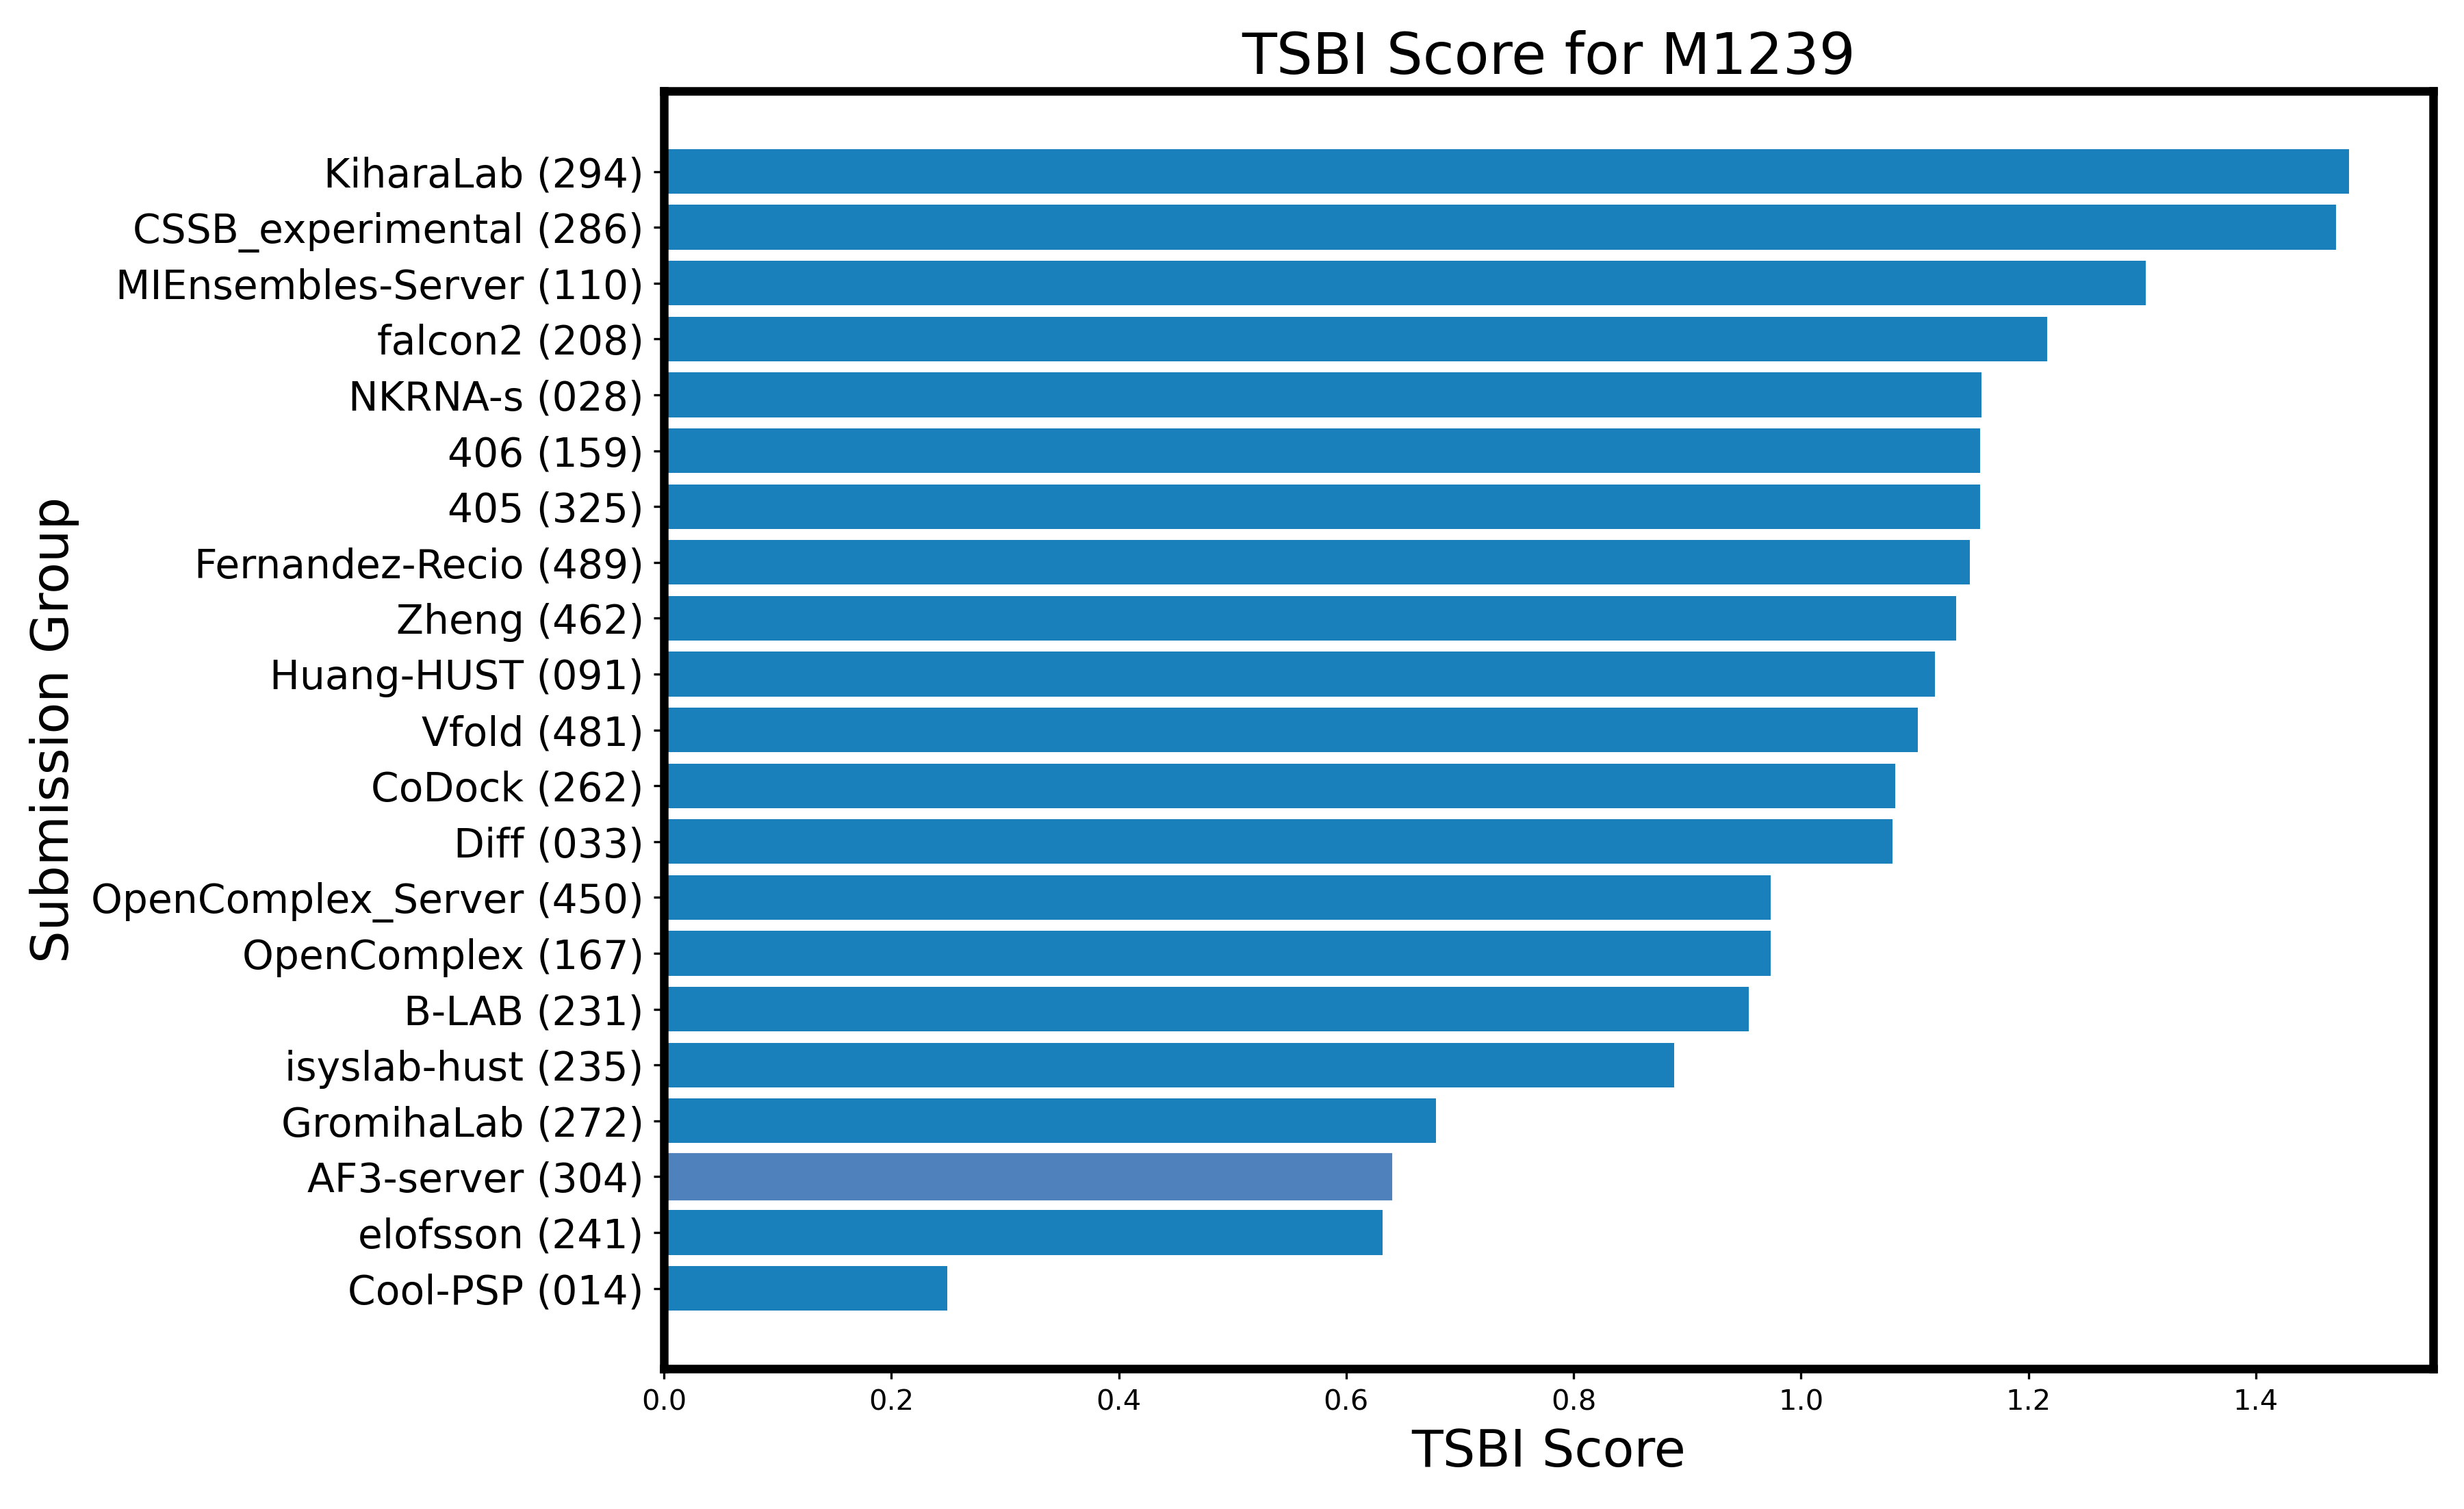 TSBI Score for M1239
Submission Group
KiharaLab (294)
CSSB_experimental (286)
MIEnsembles-Server (110)
falcon2 (208)
NKRNA-s (028)
406 (159)
405 (325)
Fernandez-Recio (489)
Zheng (462)
Huang-HUST (091)
Vfold (481)
CoDock (262)
Diff (033)
OpenComplex_Server (450)
OpenComplex (167)
B-LAB (231)
isyslab-hust (235)
GromihaLab (272)
AF3-server (304)
elofsson (241)
Cool-PSP (014)
0.0 0.2 0.4 0.6 0.8 1.0 1.2 1.4
TSBI Score